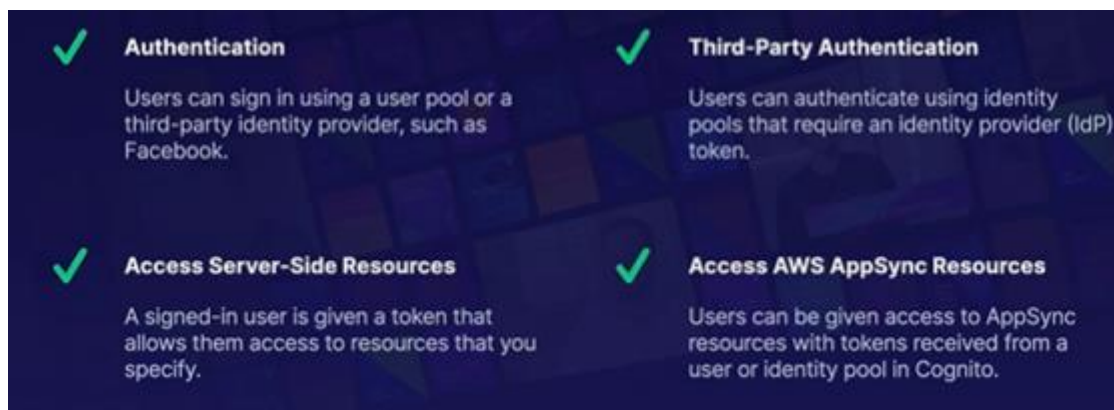 Authentication
Users can sign in using a user pool or a
third-party identity provider, such as
Facebook.
Third-Party Authentication
Users can authenticate using identity
pools that require an identity provider (IdP)
token.
Access Server-Side Resources
A signed-in user is given a token that
allows them access to resources that you
specify.
Access AWS AppSync Resources
Users can be given access to AppSync
resources with tokens received from a
user or identity pool in Cognito.